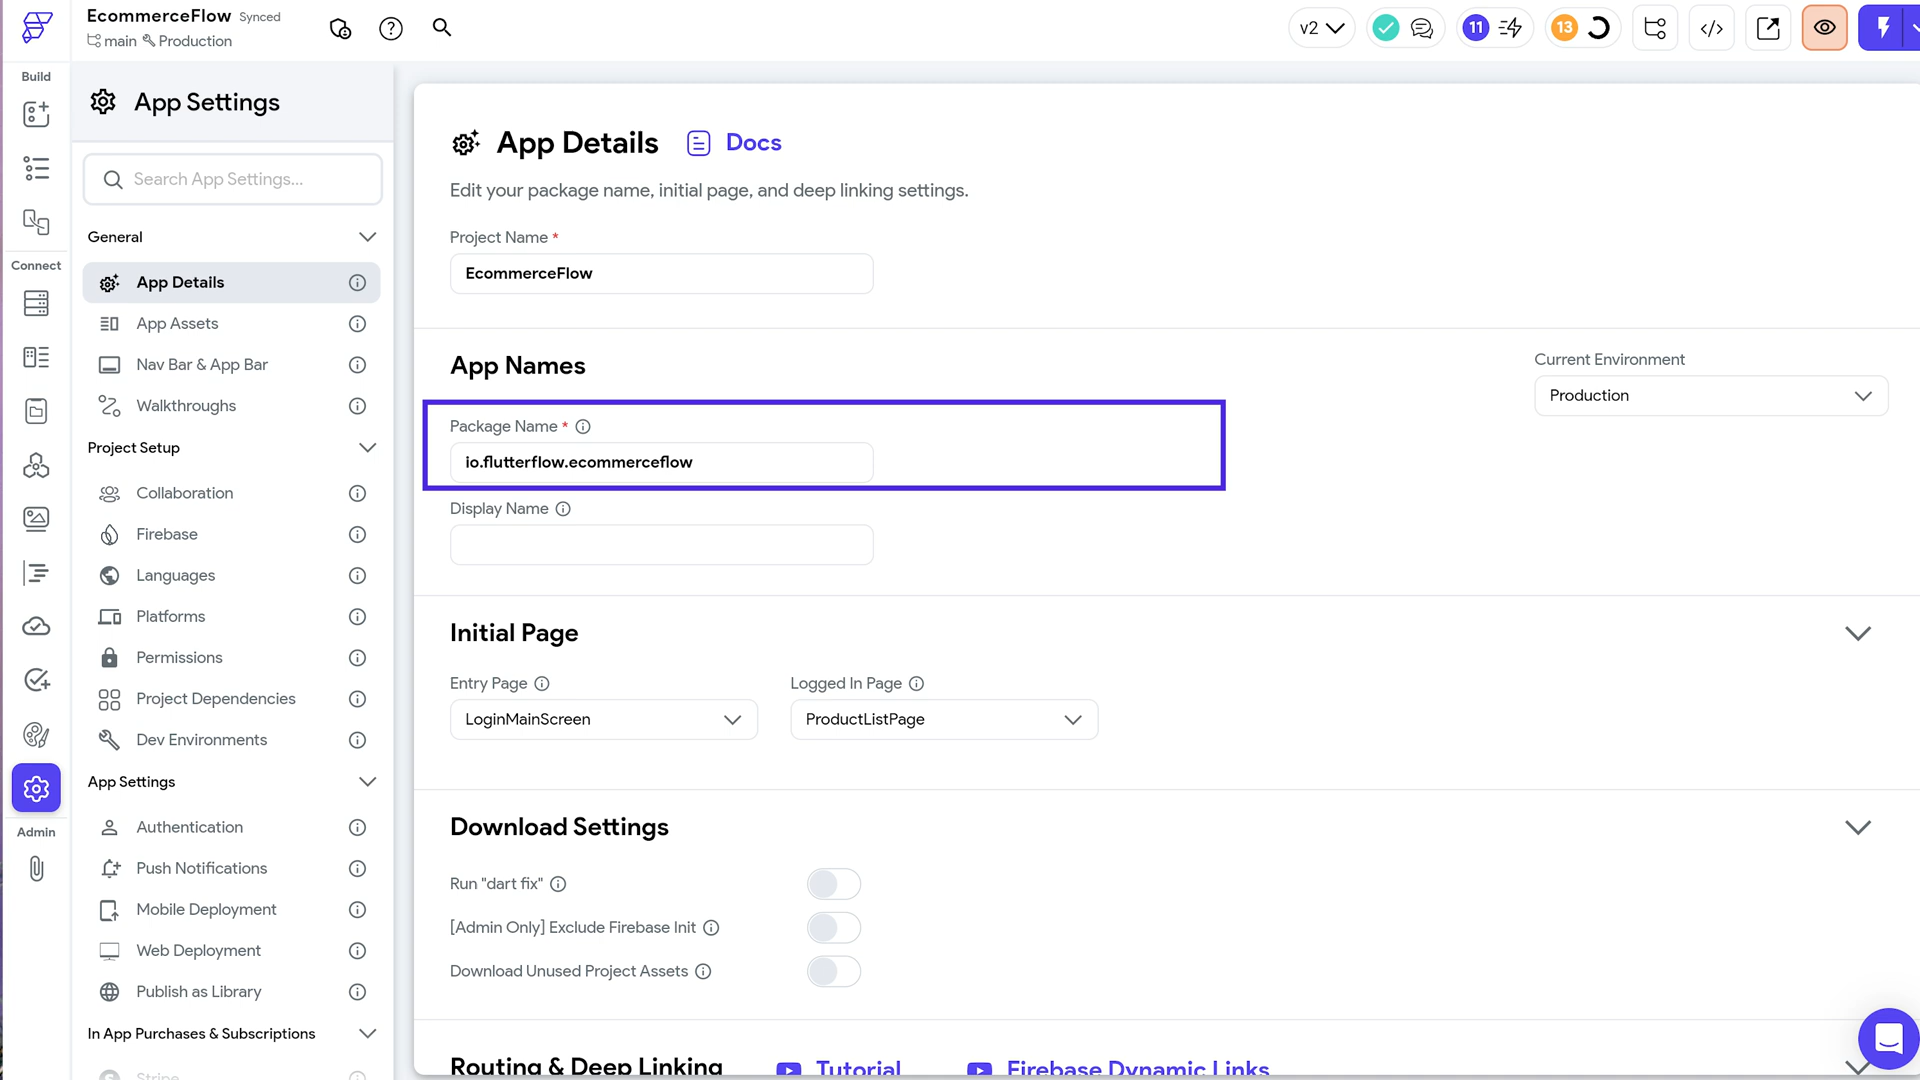 EcommerceFlow Synced
main Production
v2
11
13
</>
Build
Connect
Admin
App Settings
Search App Settings...
General
App Details
App Assets
Nav Bar & App Bar
Walkthroughs
Project Setup
Collaboration
Firebase
Languages
Platforms
Permissions
Project Dependencies
Dev Environments
App Settings
Authentication
Push Notifications
Mobile Deployment
Web Deployment
Publish as Library
In App Purchases & Subscriptions
Stripe
App Details Docs
Edit your package name, initial page, and deep linking settings.
Project Name *
EcommerceFlow
App Names
Current Environment
Production
Package Name *
io.flutterflow.ecommerceflow
Display Name
Initial Page
Entry Page
LoginMainScreen
Logged In Page
ProductListPage
Download Settings
Run "dart fix"
[Admin Only] Exclude Firebase Init
Download Unused Project Assets
Routing & Deep Linking Tutorial Firebase Dynamic Links